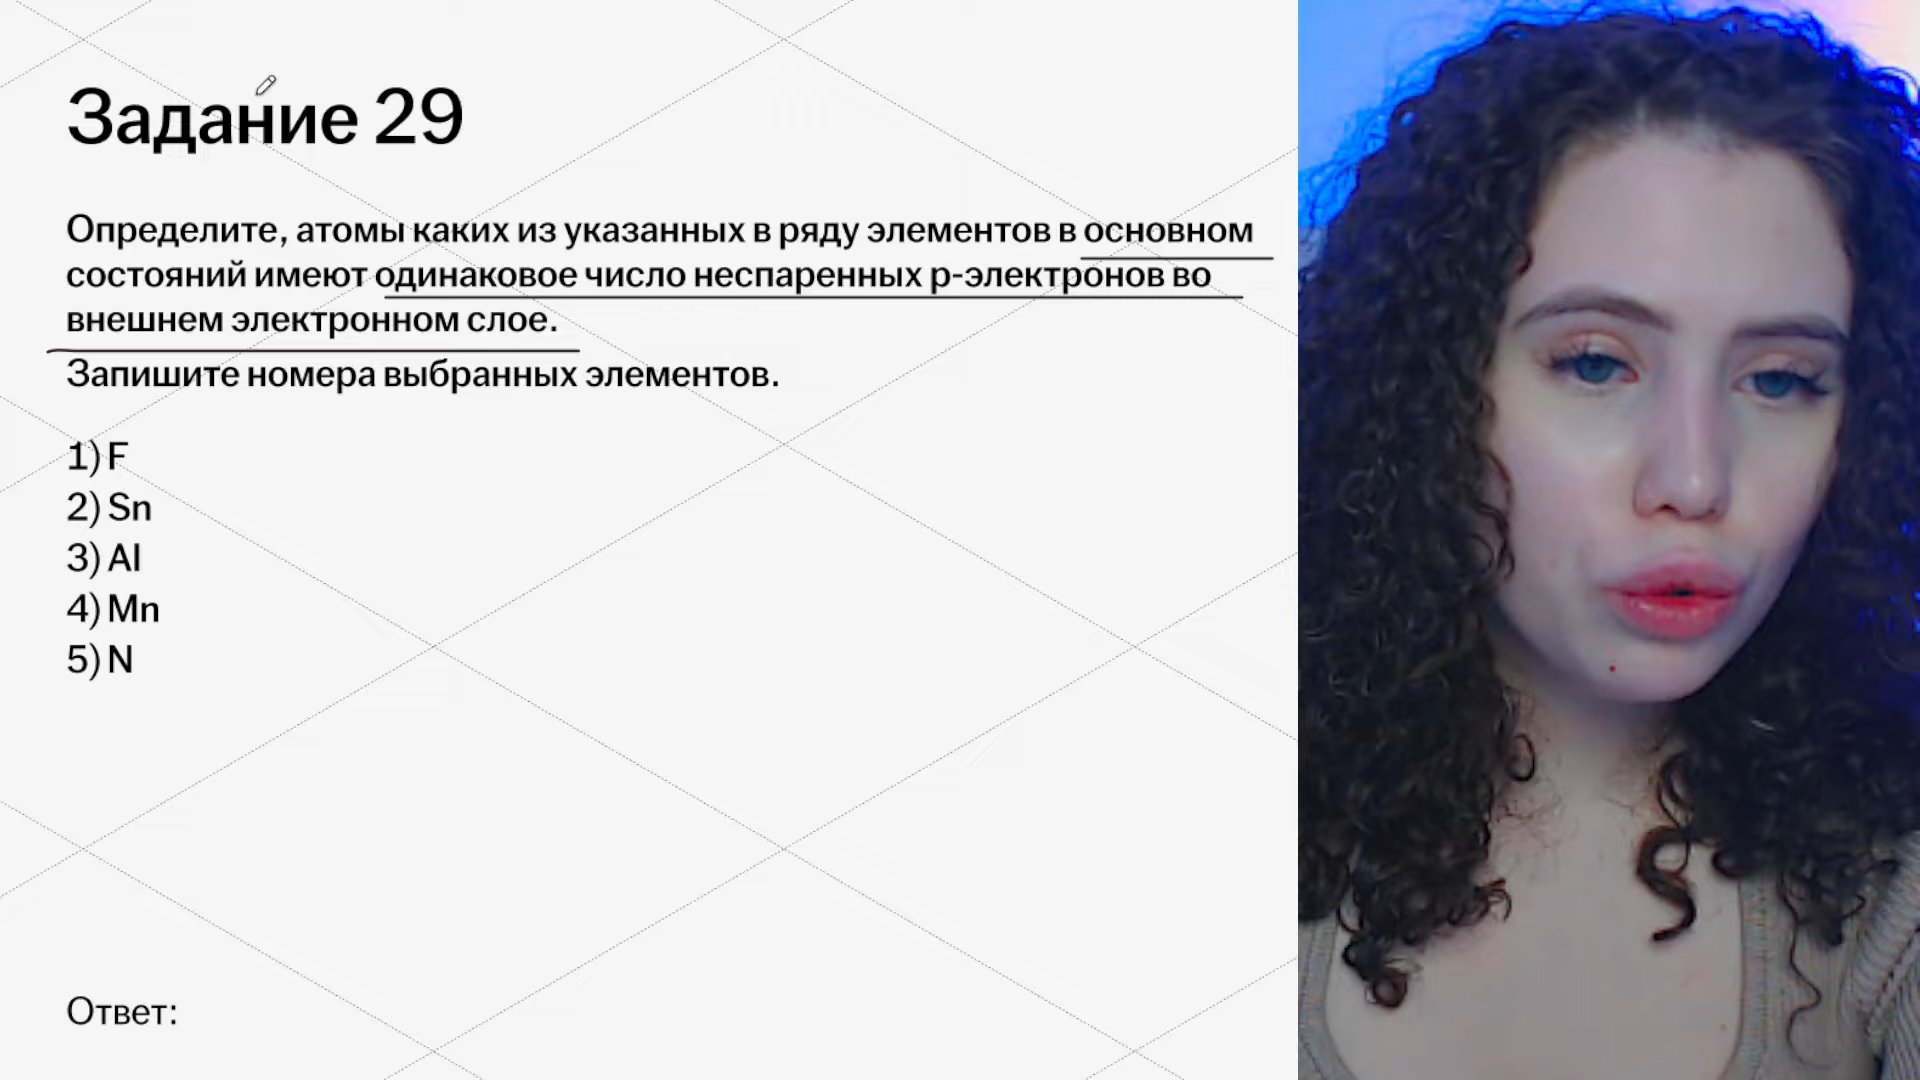 Задание 29
Определите, атомы каких из указанных в ряду элементов в основном
состояний имеют одинаковое число неспаренных р-электронов во
внешнем электронном слое.
Запишите номера выбранных элементов.
1) F
2) Sn
3) Al
4) Mn
5) N
Ответ: